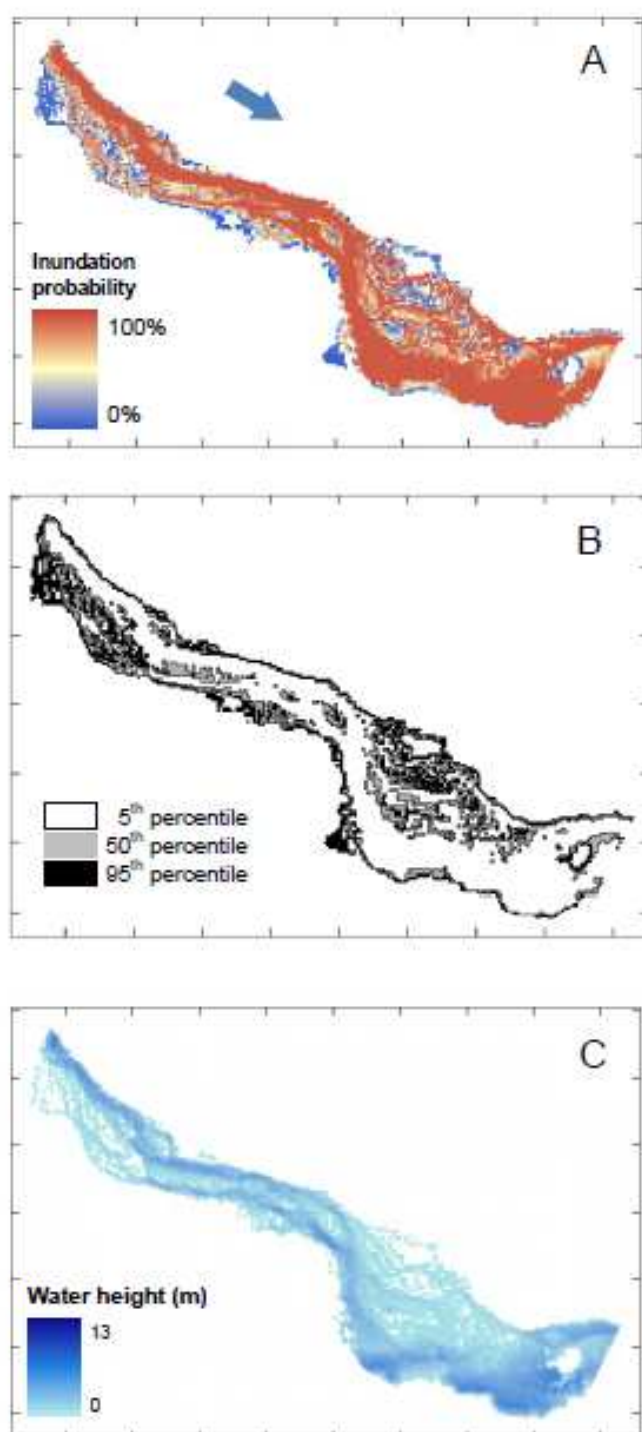 A
Inundation
probability
100%
0%
B
5th percentile
50th percentile
95th percentile
C
Water height (m)
13
0